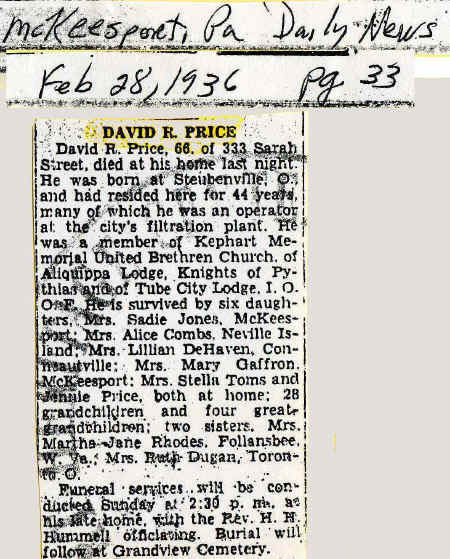 McKeesport, Pa Daily News
Feb 28, 1936 pg 33
DAVID R. PRICE
David R. Price, 66, of 333 Sarah
Street, died at his home last night.
He was born at Steubenville, O.,
and had resided here for 44 years,
many of which he was an operator
at the city's filtration plant. He
was a member of Kephart Me-
morial United Brethren Church, of
Aliquippa Lodge, Knights of Py-
thias and of Tube City Lodge, I. O.
O. F. He is survived by six daugh-
ters, Mrs. Sadie Jones, McKees-
port; Mrs. Alice Combs, Neville Is-
land; Mrs. Lillian DeHaven, Con-
neautville; Mrs. Mary Gaffron,
McKeesport; Mrs. Stella Toms and
Jennie Price, both at home; 28
grandchildren and four great-
grandchildren; two sisters, Mrs.
Martha Jane Rhodes, Follansbee,
W. Va.; Mrs. Ruth Dugan, Toron-
to O.
Funeral services will be con-
ducted Sunday at 2:30 p. m. at
his late home, with the Rev. H. H.
Hummell officiating. Burial will
follow at Grandview Cemetery.